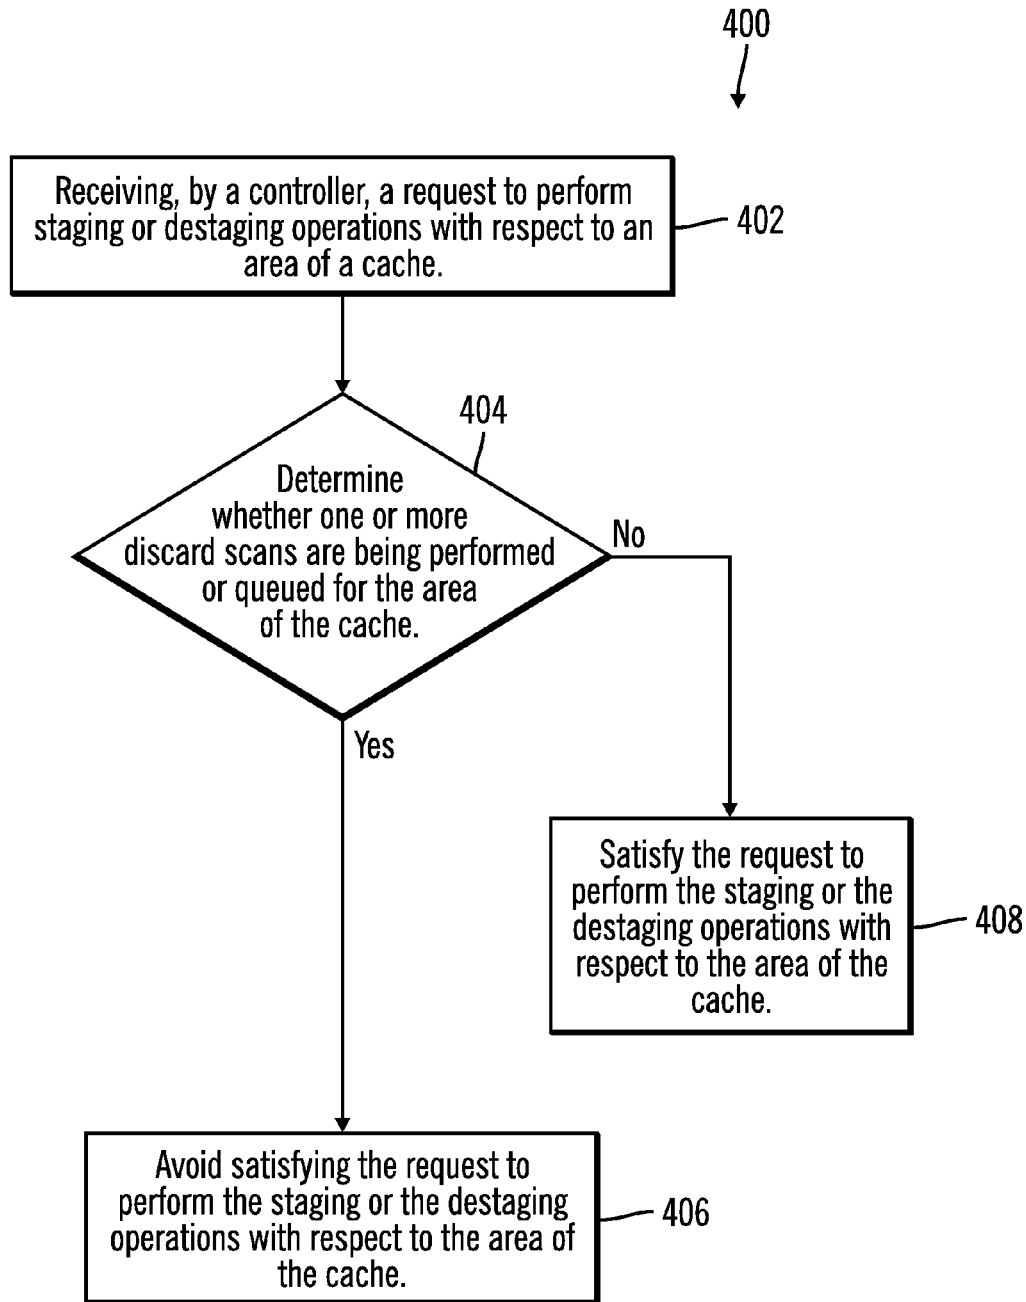 400
Receiving, by a controller, a request to perform
staging or destaging operations with respect to an
area of a cache.
402
404
Determine
whether one or more
discard scans are being performed
or queued for the area
of the cache.
No
Yes
Satisfy the request to
perform the staging or the
destaging operations with
respect to the area of the
cache.
408
Avoid satisfying the request to
perform the staging or the destaging
operations with respect to the area of
the cache.
406